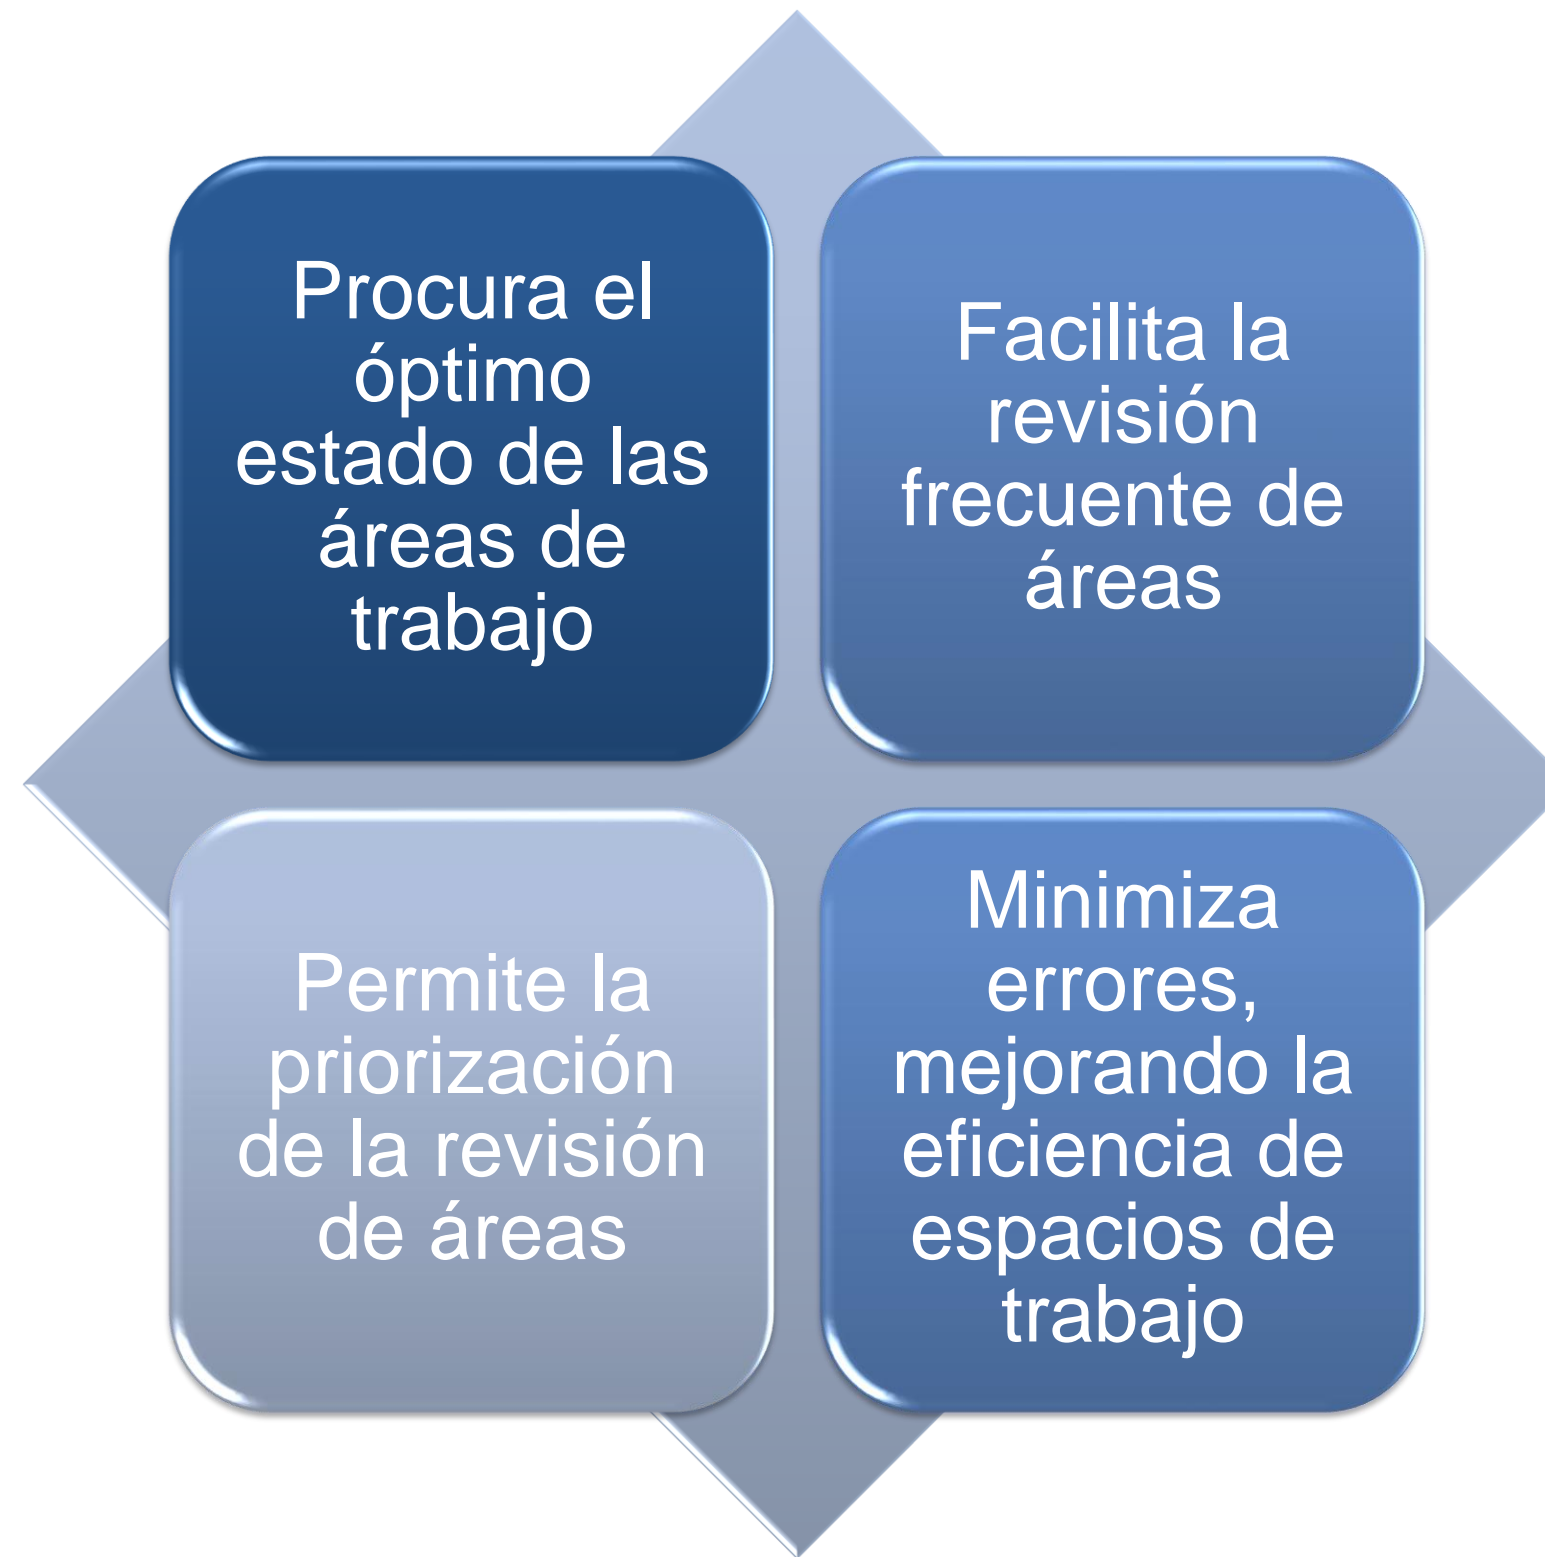 Procura el
óptimo
estado de las
áreas de
trabajo
Facilita la
revisión
frecuente de
áreas
Permite la
priorización
de la revisión
de áreas
Minimiza
errores,
mejorando la
eficiencia de
espacios de
trabajo